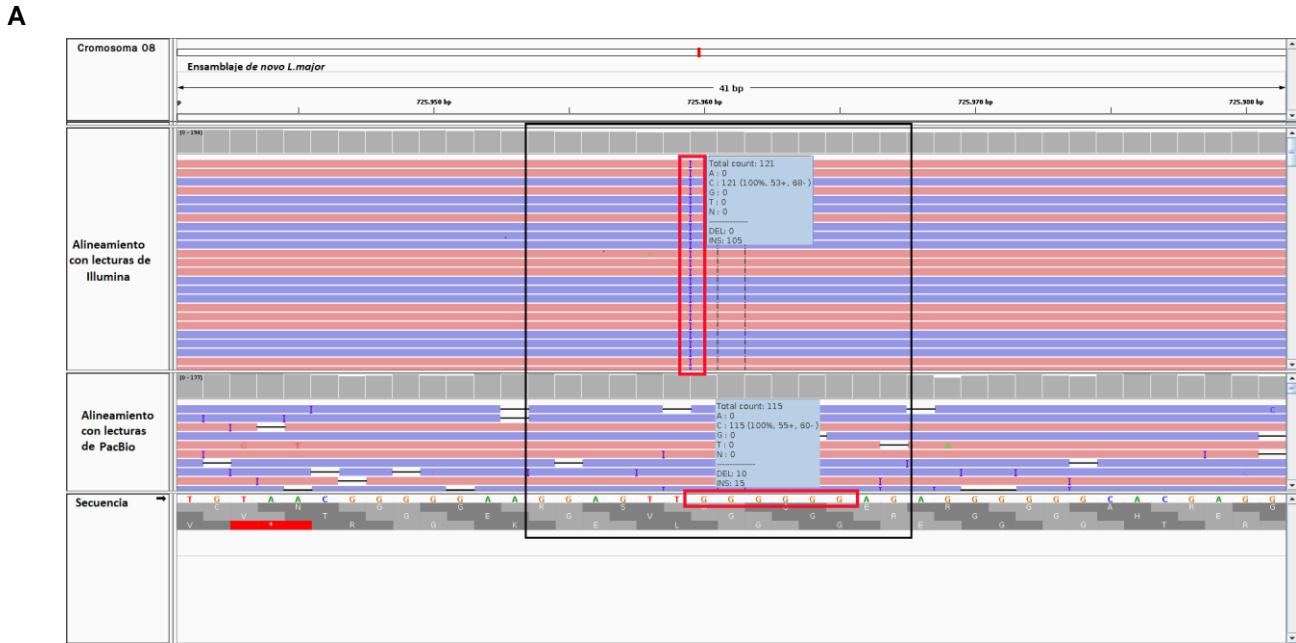 A
Cromosoma 08
Ensamblaje de novo L.major
41 bp
725.950 bp 725.960 bp 725.970 bp 725.980 bp
Alineamiento
con lecturas de
Illumina
[0 - 156]
Total count: 121
A : 0
C : 121 (100%, 53+, 68- )
G : 0
T : 0
N : 0
---------------
DEL: 0
INS: 105
Alineamiento
con lecturas
de PacBio
[0 - 177]
Total count: 115
A : 0
C : 115 (100%, 55+, 60- )
G : 0
T : 0
N : 0
---------------
DEL: 10
INS: 15
G T A C
Secuencia
T G T A A C G G G G G A A G G A G T T G G G G G G A G A G G G G G G C A C G A G G
C N G G R S G E R G A R G
V T G E G V G G R G G H E
V * R G K E L G G E G G T R